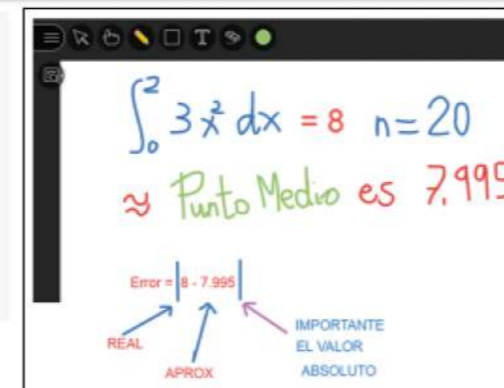 ∫₀² 3x² dx = 8 n=20
≈ Punto Medio es 7.995
Error = |8 - 7.995|
REAL
APROX
IMPORTANTE
EL VALOR
ABSOLUTO